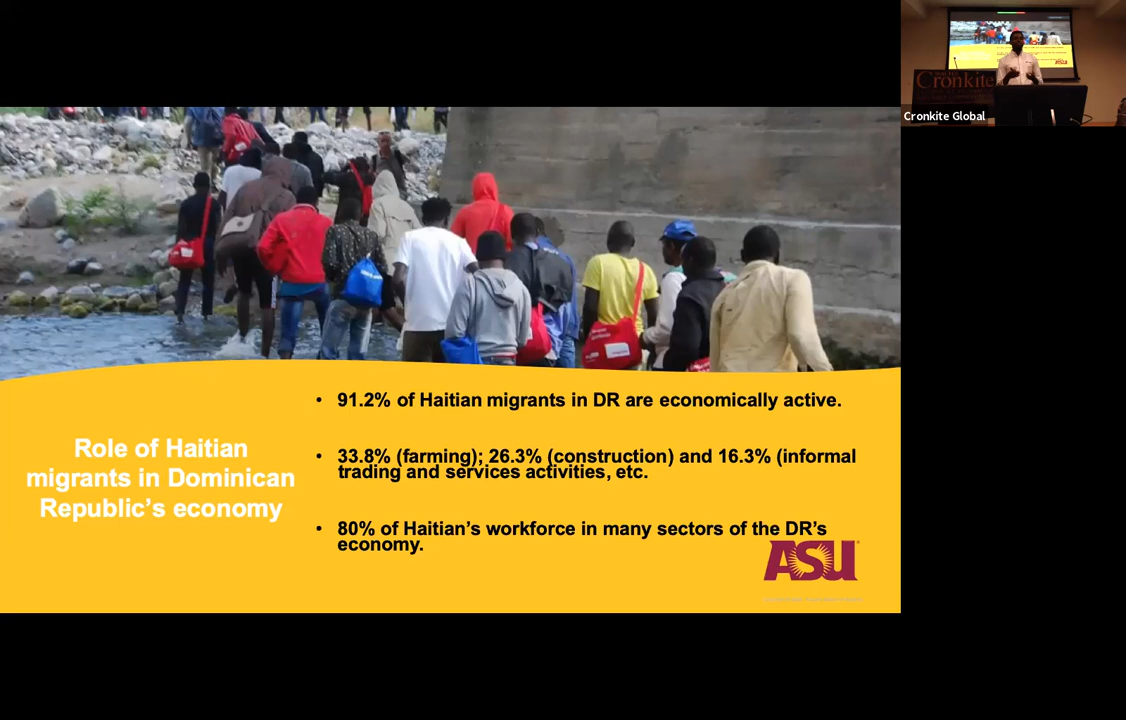 Cronkite
Cronkite Global
Role of Haitian
migrants in Dominican
Republic’s economy
• 91.2% of Haitian migrants in DR are economically active.
• 33.8% (farming); 26.3% (construction) and 16.3% (informal
trading and services activities, etc.
• 80% of Haitian’s workforce in many sectors of the DR’s
economy.
ASU